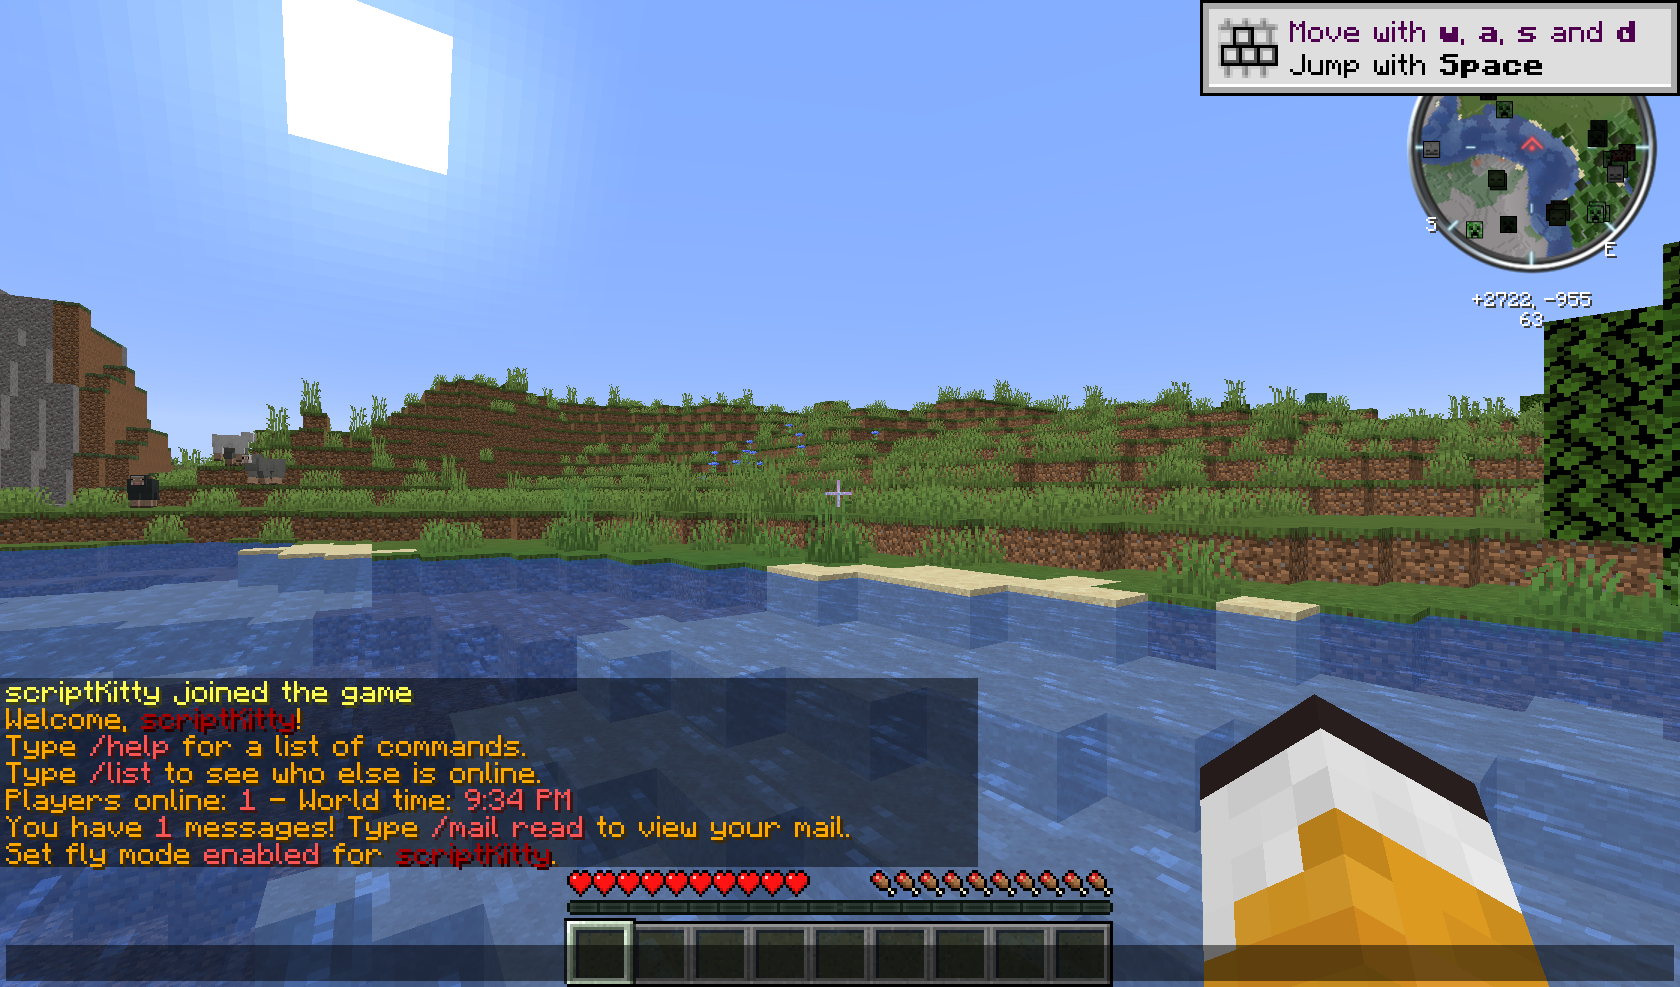 Move with w, a, s and d
Jump with Space
S
E
+2722, -955
63
scriptKitty joined the game
Welcome, scriptKitty!
Type /help for a list of commands.
Type /list to see who else is online.
Players online: 1 - World time: 9:34 PM
You have 1 messages! Type /mail read to view your mail.
Set fly mode enabled for scriptKitty.